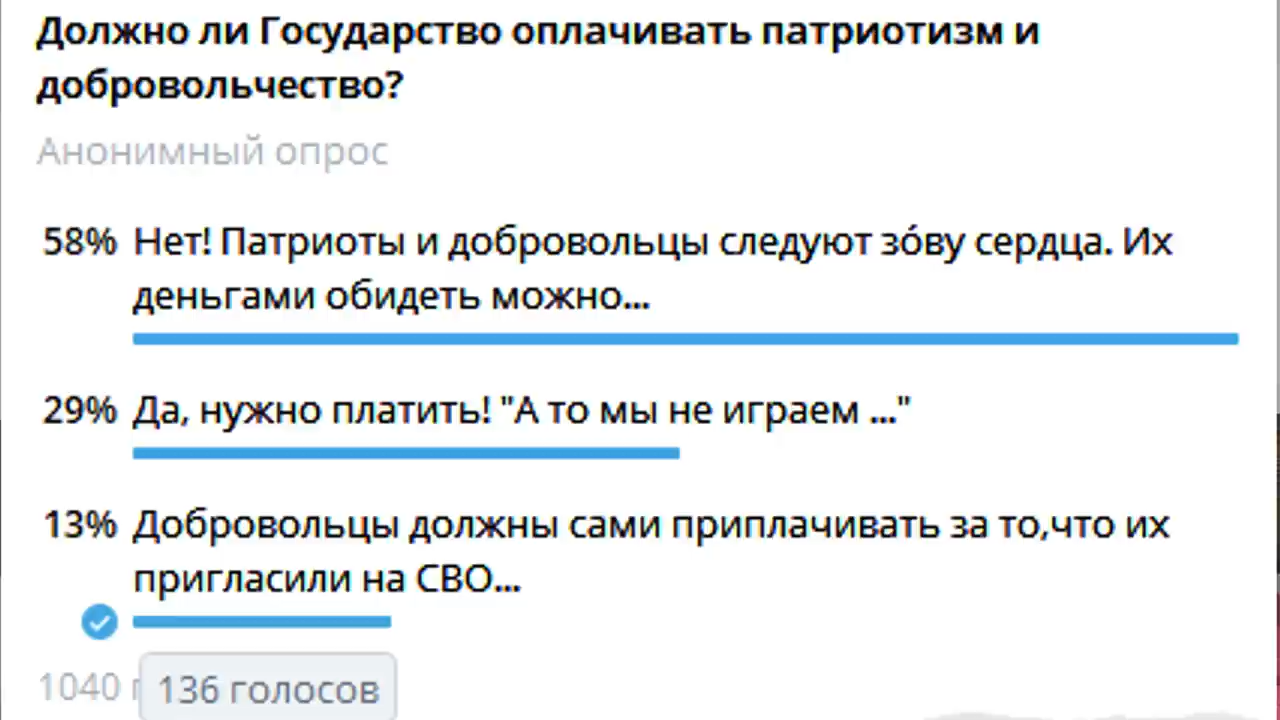 Должно ли Государство оплачивать патриотизм и
добровольчество?
Анонимный опрос
58% Нет! Патриоты и добровольцы следуют зо́ву сердца. Их
деньгами обидеть можно...
29% Да, нужно платить! "А то мы не играем ..."
13% Добровольцы должны сами приплачивать за то,что их
пригласили на СВО...
1040
136 голосов